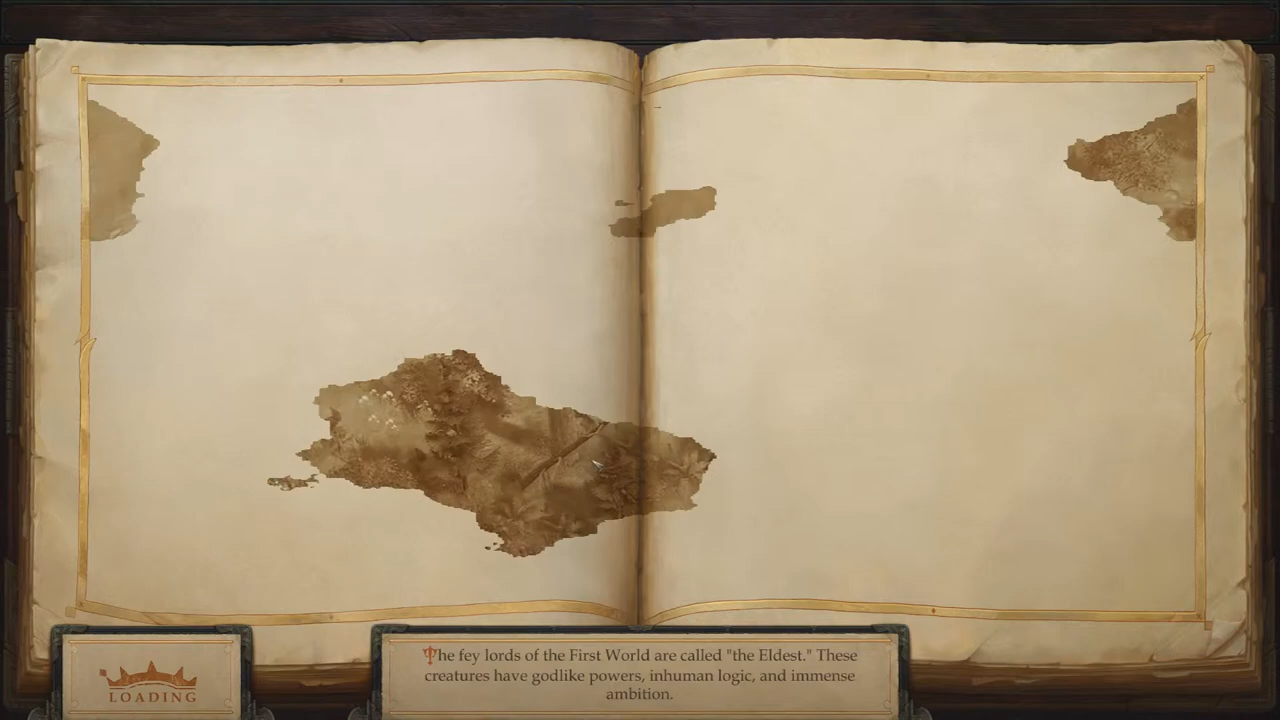 The fey lords of the First World are called "the Eldest." These
creatures have godlike powers, inhuman logic, and immense
ambition.
LOADING